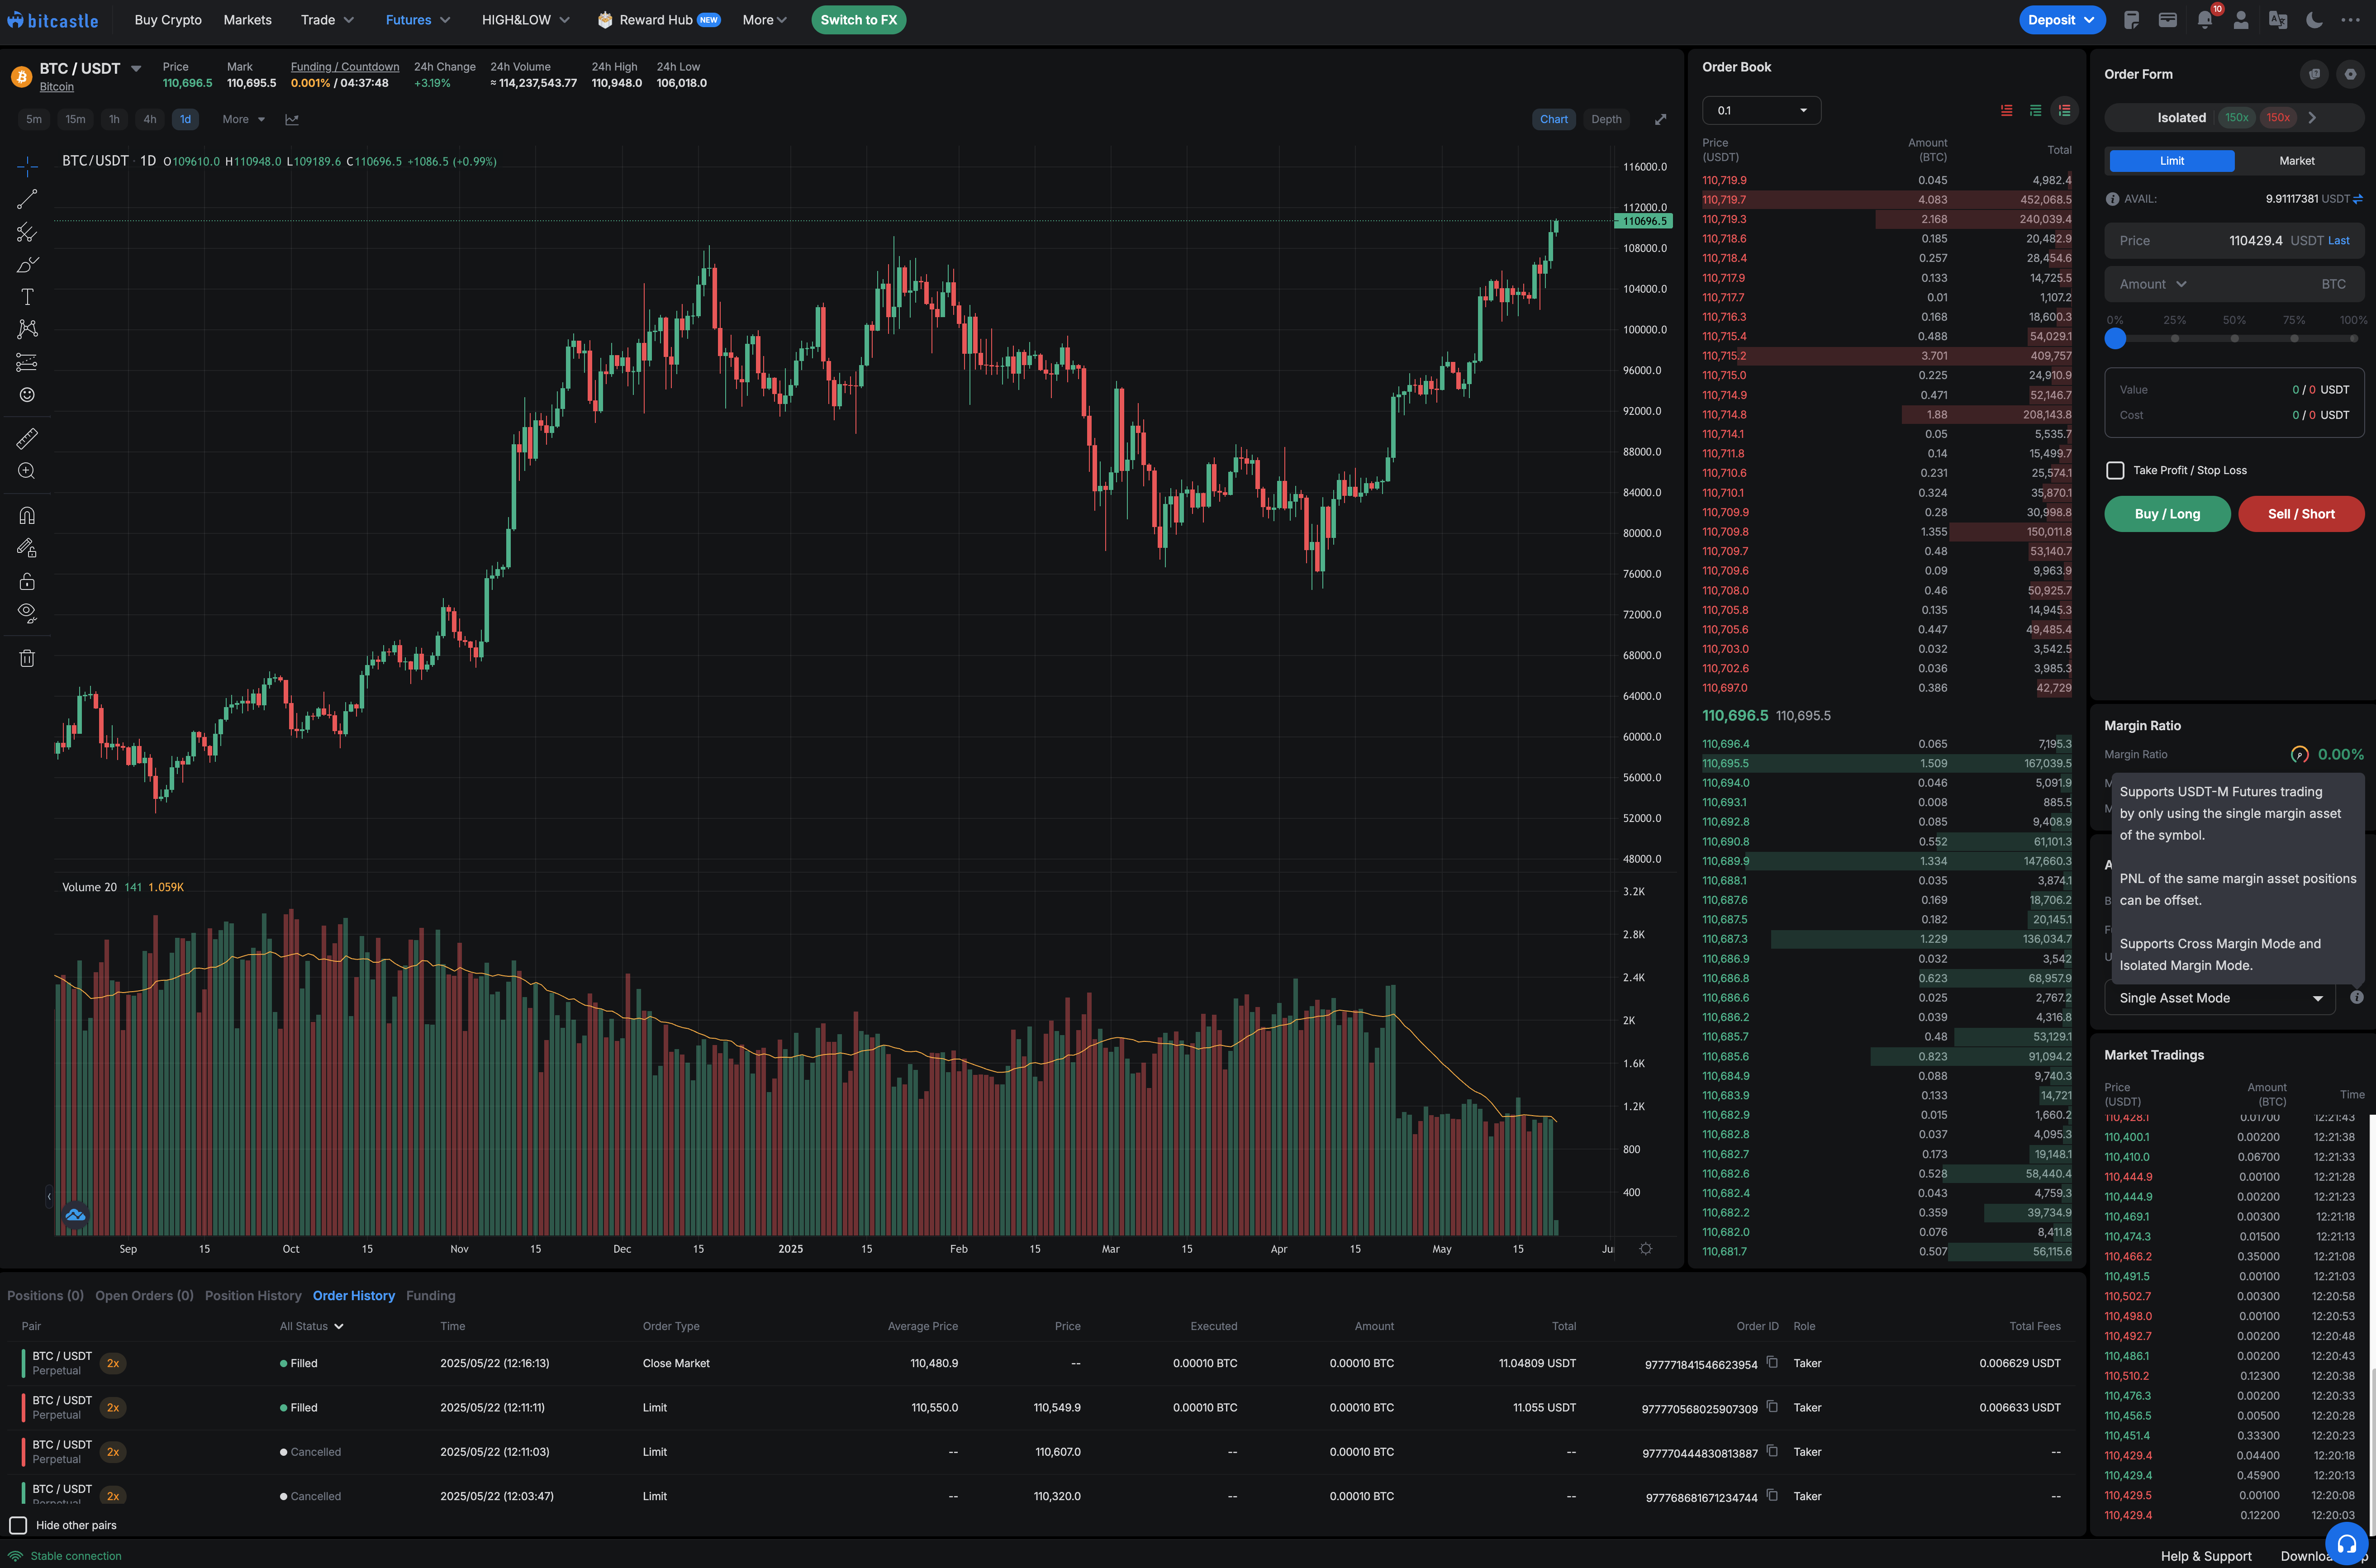 bitcastle Buy Crypto Markets Trade Futures HIGH&LOW Reward Hub NEW More Switch to FX Deposit 10
BTC / USDT
Bitcoin
Price Mark Funding / Countdown 24h Change 24h Volume 24h High 24h Low
110,696.5 110,695.5 0.001% / 04:37:48 +3.19% ≈ 114,237,543.77 110,948.0 106,018.0
5m 15m 1h 4h 1d More Chart Depth
BTC/USDT 1D O109610.0 H110948.0 L109189.6 C110696.5 +1086.5 (+0.99%)
116000.0
112000.0
110696.5
108000.0
104000.0
100000.0
96000.0
92000.0
88000.0
84000.0
80000.0
76000.0
72000.0
68000.0
64000.0
60000.0
56000.0
52000.0
48000.0
Volume 20 141 1.059K
3.2K
2.8K
2.4K
2K
1.6K
1.2K
800
400
Sep 15 Oct 15 Nov 15 Dec 15 2025 15 Feb 15 Mar 15 Apr 15 May 15
Order Book
0.1
Price (USDT) Amount (BTC) Total
110,719.9 0.045 4,982.4
110,719.7 4.083 452,068.5
110,719.3 2.168 240,039.4
110,718.6 0.185 20,482.9
110,718.4 0.257 28,454.6
110,717.9 0.133 14,725.5
110,717.7 0.01 1,107.2
110,716.3 0.168 18,600.3
110,715.4 0.488 54,029.1
110,715.2 3.701 409,757
110,715.0 0.225 24,910.9
110,714.9 0.471 52,146.7
110,714.8 1.88 208,143.8
110,714.1 0.05 5,535.7
110,711.8 0.14 15,499.7
110,710.6 0.231 25,574.1
110,710.1 0.324 35,870.1
110,709.9 0.28 30,998.8
110,709.8 1.355 150,011.8
110,709.7 0.48 53,140.7
110,709.6 0.09 9,963.9
110,708.0 0.46 50,925.7
110,705.8 0.135 14,945.3
110,705.6 0.447 49,485.4
110,703.0 0.032 3,542.5
110,702.6 0.036 3,985.3
110,697.0 0.386 42,729
110,696.5 110,695.5
110,696.4 0.065 7,195.3
110,695.5 1.509 167,039.5
110,694.0 0.046 5,091.9
110,693.1 0.008 885.5
110,692.8 0.085 9,408.9
110,690.8 0.552 61,101.3
110,689.9 1.334 147,660.3
110,688.1 0.035 3,874.1
110,687.6 0.169 18,706.2
110,687.5 0.182 20,145.1
110,687.3 1.229 136,034.7
110,686.9 0.032 3,542
110,686.8 0.623 68,957.9
110,686.6 0.025 2,767.2
110,686.2 0.039 4,316.8
110,685.7 0.48 53,129.1
110,685.6 0.823 91,094.2
110,684.9 0.088 9,740.3
110,683.9 0.133 14,721
110,682.9 0.015 1,660.2
110,682.8 0.037 4,095.3
110,682.7 0.173 19,148.1
110,682.6 0.528 58,440.4
110,682.4 0.043 4,759.3
110,682.2 0.359 39,734.9
110,682.0 0.076 8,411.8
110,681.7 0.507 56,115.6
Order Form
Isolated 150x 150x
Limit Market
AVAIL: 9.91117381 USDT
Price 110429.4 USDT Last
Amount BTC
0% 25% 50% 75% 100%
Value 0 / 0 USDT
Cost 0 / 0 USDT
Take Profit / Stop Loss
Buy / Long Sell / Short
Margin Ratio
Margin Ratio 0.00%
Supports USDT-M Futures trading
by only using the single margin asset
of the symbol.
PNL of the same margin asset positions
can be offset.
Supports Cross Margin Mode and
Isolated Margin Mode.
Single Asset Mode
Market Tradings
Price (USDT) Amount (BTC) Time
110,428.1 0.01700 12:21:43
110,400.1 0.00200 12:21:38
110,410.0 0.06700 12:21:33
110,444.9 0.00100 12:21:28
110,444.9 0.00200 12:21:23
110,469.1 0.00300 12:21:18
110,474.3 0.01500 12:21:13
110,466.2 0.35000 12:21:08
110,491.5 0.00100 12:21:03
110,502.7 0.00300 12:20:58
110,498.0 0.00100 12:20:53
110,492.7 0.00200 12:20:48
110,486.1 0.00200 12:20:43
110,510.2 0.12300 12:20:38
110,476.3 0.00200 12:20:33
110,456.5 0.00500 12:20:28
110,451.4 0.33300 12:20:23
110,429.4 0.04400 12:20:18
110,429.4 0.45900 12:20:13
110,429.5 0.00100 12:20:08
110,429.4 0.12200 12:20:03
Positions (0) Open Orders (0) Position History Order History Funding
Pair All Status Time Order Type Average Price Price Executed Amount Total Order ID Role Total Fees
BTC / USDT Perpetual 2x Filled 2025/05/22 (12:16:13) Close Market 110,480.9 -- 0.00010 BTC 0.00010 BTC 11.04809 USDT 977771841546623954 Taker 0.006629 USDT
BTC / USDT Perpetual 2x Filled 2025/05/22 (12:11:11) Limit 110,550.0 110,549.9 0.00010 BTC 0.00010 BTC 11.055 USDT 977770568025907309 Taker 0.006633 USDT
BTC / USDT Perpetual 2x Cancelled 2025/05/22 (12:11:03) Limit -- 110,607.0 -- 0.00010 BTC -- 977770444830813887 Taker --
BTC / USDT Perpetual 2x Cancelled 2025/05/22 (12:03:47) Limit -- 110,320.0 -- 0.00010 BTC -- 977768681671234744 Taker --
Hide other pairs
Stable connection Help & Support